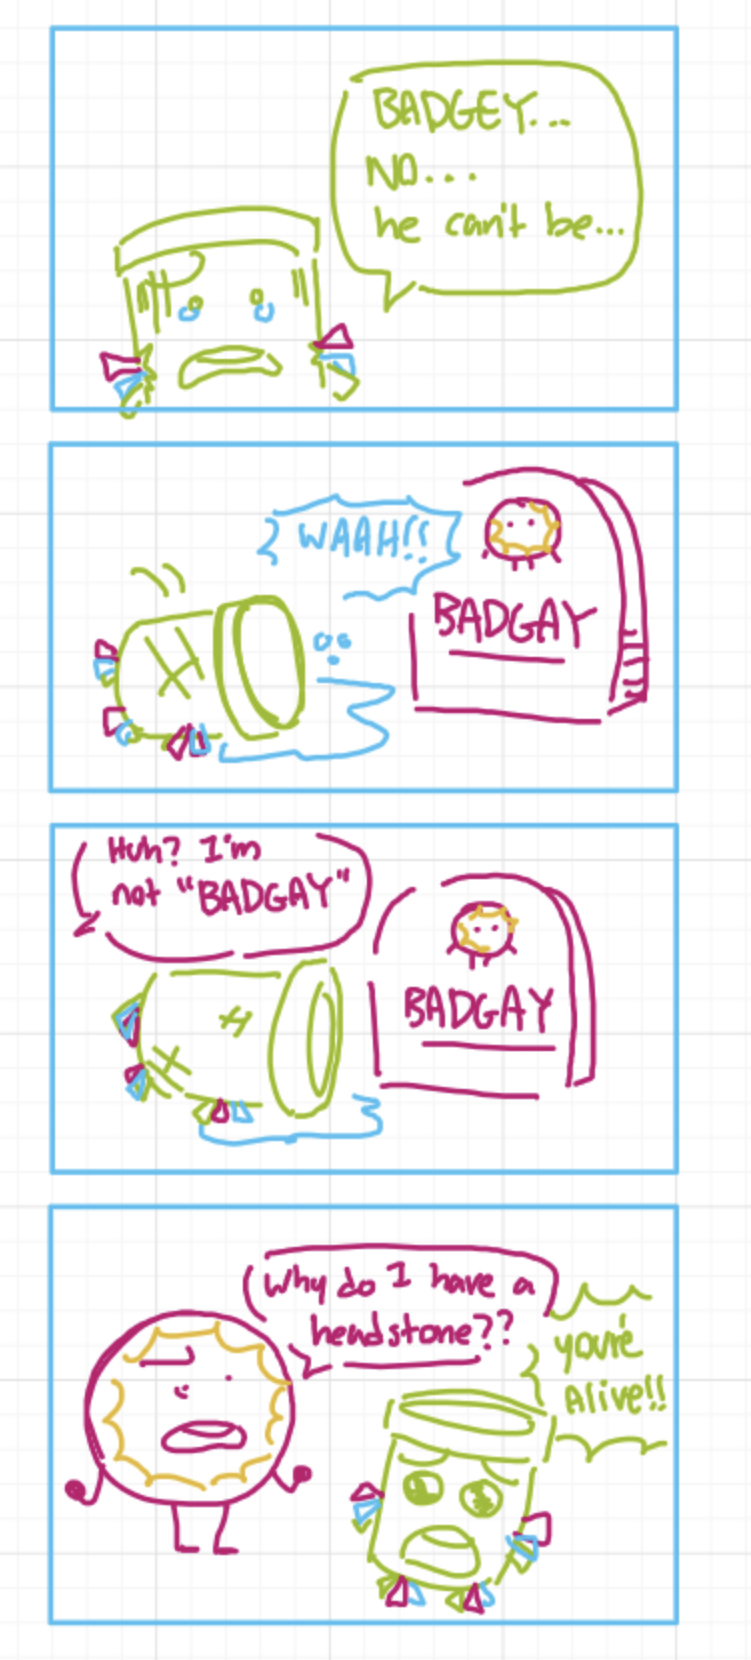 BADGEY...
NO...
he can't be...
WAAH!!
BADGAY
Huh? I'm
not "BADGAY"
BADGAY
Why do I have a
headstone??
you're
Alive!!